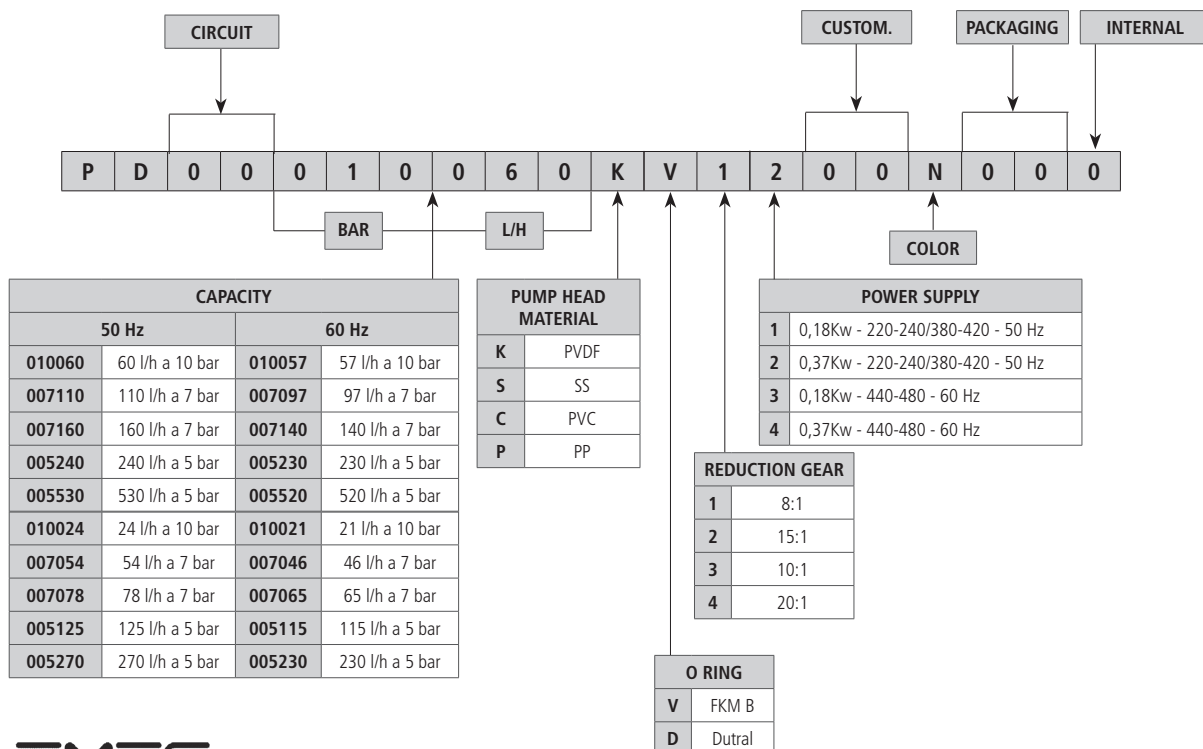 CIRCUIT CUSTOM. PACKAGING INTERNAL
P D 0 0 0 1 0 0 6 0 K V 1 2 0 0 N 0 0 0
BAR L/H
COLOR
CAPACITY
50 Hz 60 Hz
010060 60 l/h a 10 bar 010057 57 l/h a 10 bar
007110 110 l/h a 7 bar 007097 97 l/h a 7 bar
007160 160 l/h a 7 bar 007140 140 l/h a 7 bar
005240 240 l/h a 5 bar 005230 230 l/h a 5 bar
005530 530 l/h a 5 bar 005520 520 l/h a 5 bar
010024 24 l/h a 10 bar 010021 21 l/h a 10 bar
007054 54 l/h a 7 bar 007046 46 l/h a 7 bar
007078 78 l/h a 7 bar 007065 65 l/h a 7 bar
005125 125 l/h a 5 bar 005115 115 l/h a 5 bar
005270 270 l/h a 5 bar 005230 230 l/h a 5 bar
PUMP HEAD
MATERIAL
K PVDF
S SS
C PVC
P PP
POWER SUPPLY
1 0,18Kw - 220-240/380-420 - 50 Hz
2 0,37Kw - 220-240/380-420 - 50 Hz
3 0,18Kw - 440-480 - 60 Hz
4 0,37Kw - 440-480 - 60 Hz
REDUCTION GEAR
1 8:1
2 15:1
3 10:1
4 20:1
O RING
V FKM B
D Dutral